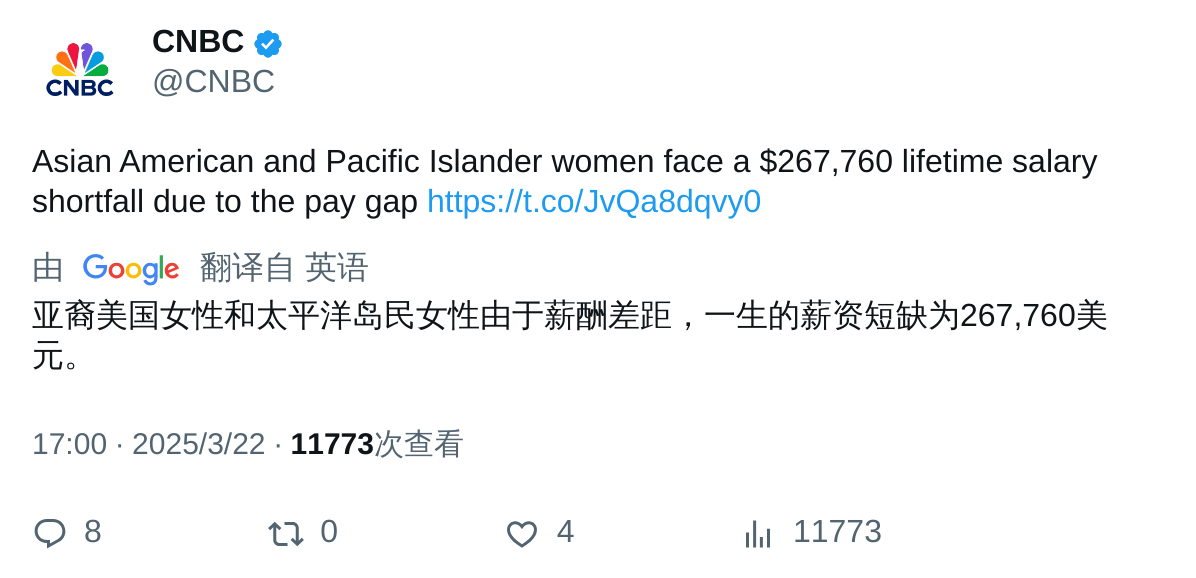 CNBC
CNBC
@CNBC
Asian American and Pacific Islander women face a $267,760 lifetime salary
shortfall due to the pay gap https://t.co/JvQa8dqvy0
由 Google 翻译自 英语
亚裔美国女性和太平洋岛民女性由于薪酬差距，一生的薪资短缺为267,760美
元。
17:00 · 2025/3/22 · 11773次查看
8 0 4 11773